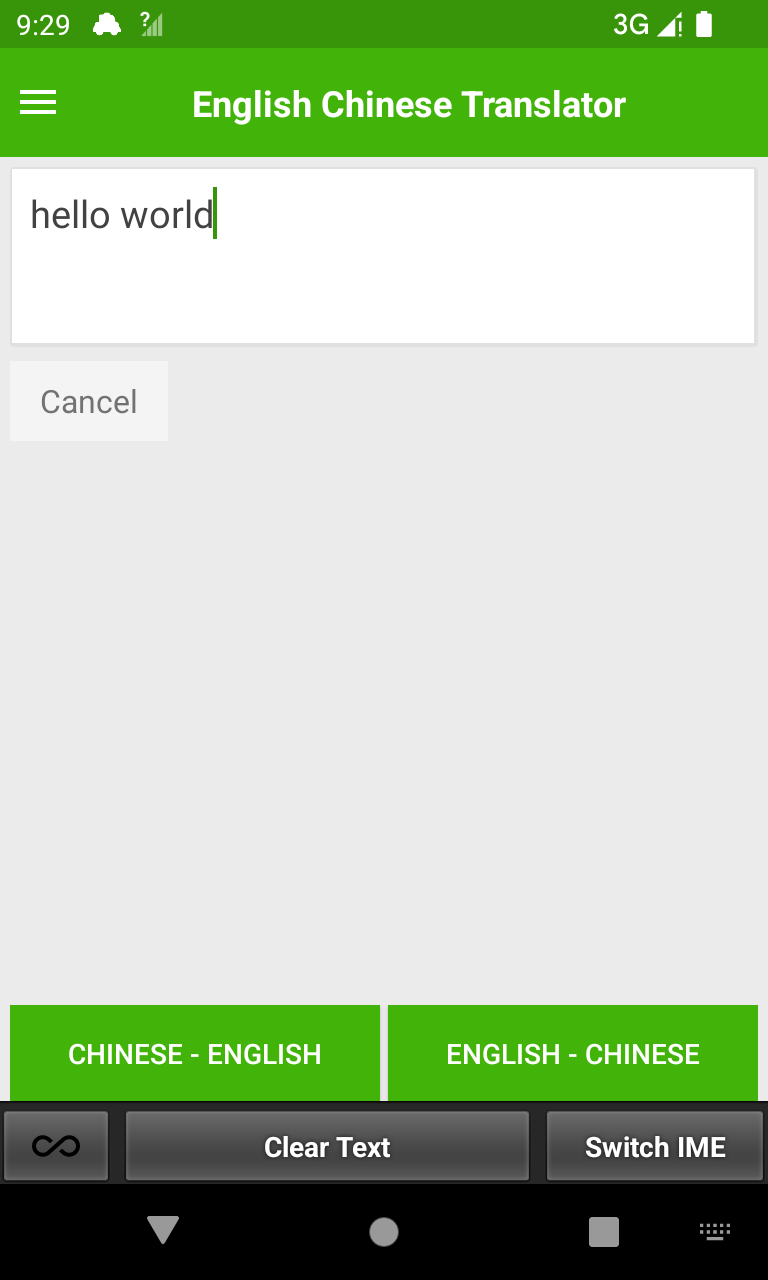 9:29
3G
English Chinese Translator
hello world
Cancel
CHINESE - ENGLISH
ENGLISH - CHINESE
Clear Text
Switch IME